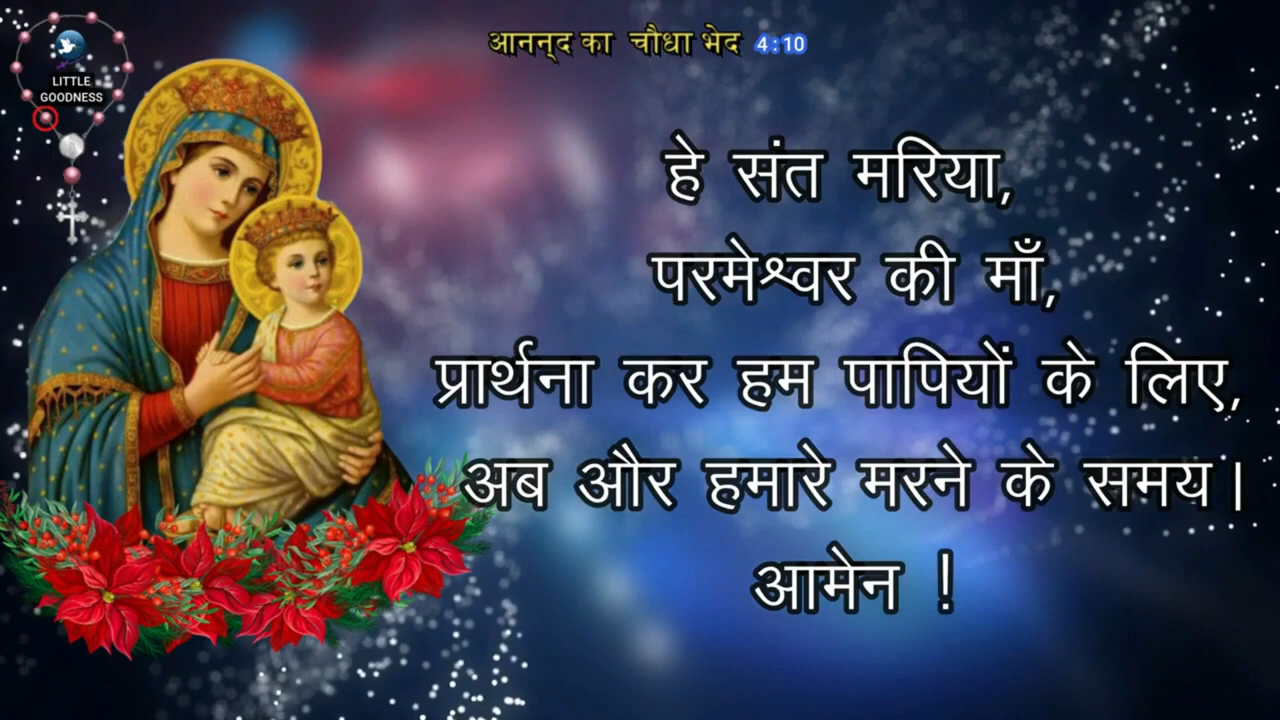 LITTLE
GOODNESS
आनन्द का चौधा भेद 4:10
हे संत मरिया,
परमेश्वर की माँ,
प्रार्थना कर हम पापियों के लिए,
अब और हमारे मरने के समय।
आमेन !